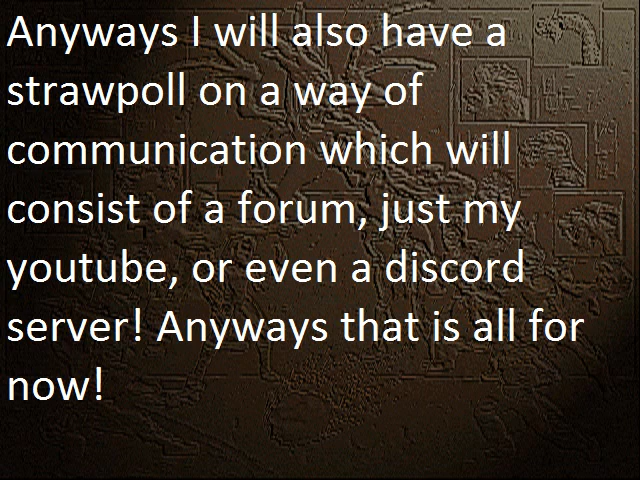 Anyways I will also have a
strawpoll on a way of
communication which will
consist of a forum, just my
youtube, or even a discord
server! Anyways that is all for
now!